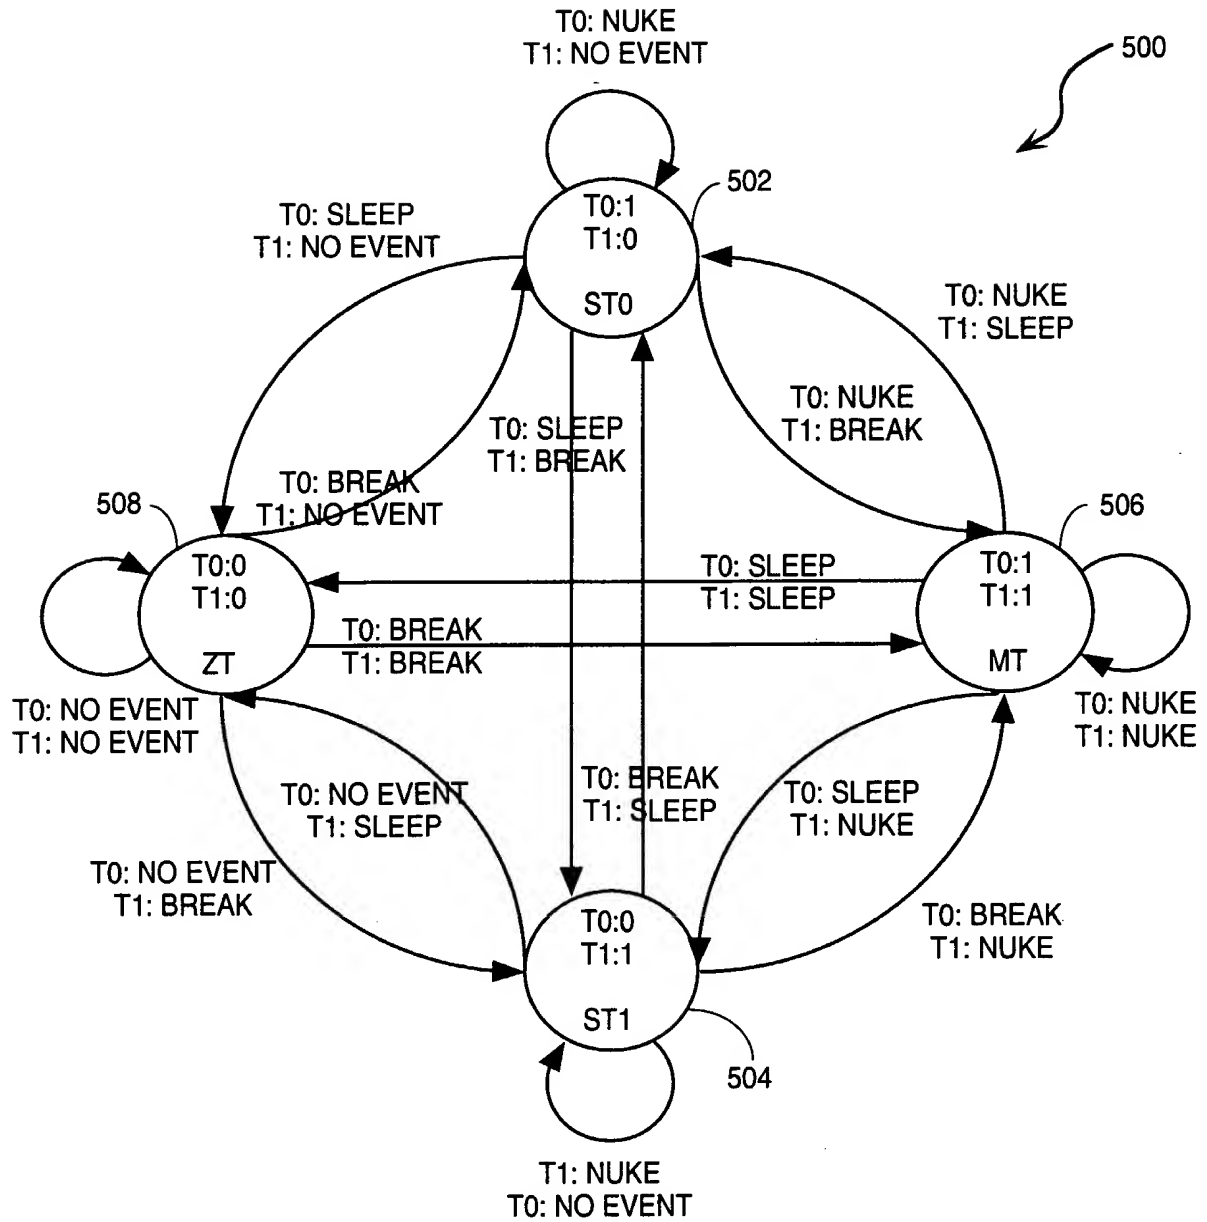 T0: NUKE
T1: NO EVENT
500
502
T0:1
T1:0
ST0
T0: SLEEP
T1: NO EVENT
T0: NUKE
T1: SLEEP
T0: NUKE
T1: BREAK
T0: SLEEP
T1: BREAK
T0: BREAK
T1: NO EVENT
508
506
T0:0
T1:0
ZT
T0: SLEEP
T1: SLEEP
T0:1
T1:1
MT
T0: BREAK
T1: BREAK
T0: NO EVENT
T1: NO EVENT
T0: NUKE
T1: NUKE
T0: NO EVENT
T1: SLEEP
T0: BREAK
T1: SLEEP
T0: SLEEP
T1: NUKE
T0: NO EVENT
T1: BREAK
T0: BREAK
T1: NUKE
T0:0
T1:1
ST1
504
T1: NUKE
T0: NO EVENT